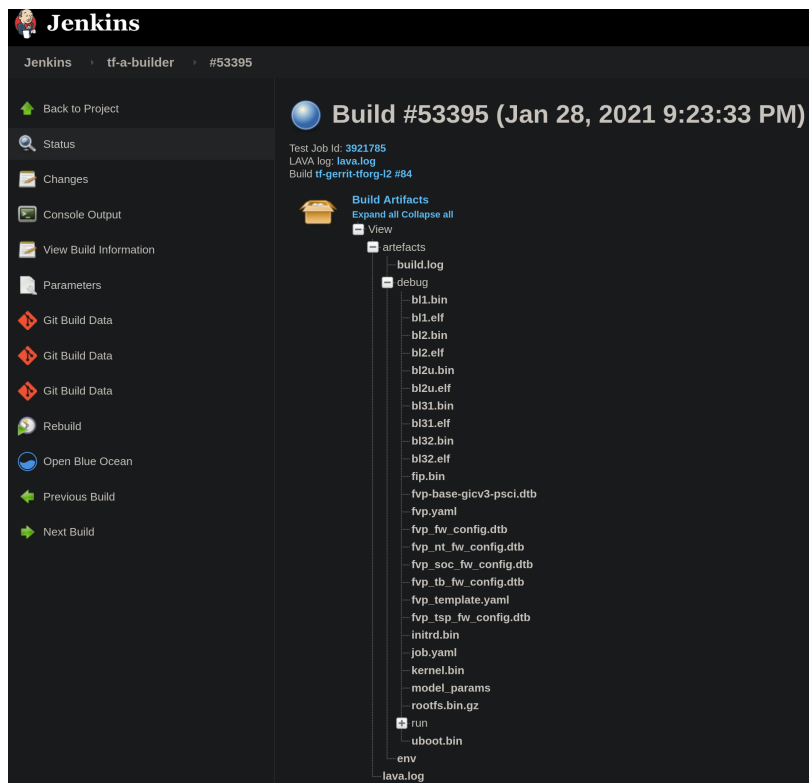 Jenkins
Jenkins tf-a-builder #53395
Back to Project
Status
Changes
Console Output
View Build Information
Parameters
Git Build Data
Git Build Data
Git Build Data
Rebuild
Open Blue Ocean
Previous Build
Next Build
Build #53395 (Jan 28, 2021 9:23:33 PM)
Test Job Id: 3921785
LAVA log: lava.log
Build tf-gerrit-tforg-l2 #84
Build Artifacts
Expand all Collapse all
View
artefacts
build.log
debug
bl1.bin
bl1.elf
bl2.bin
bl2.elf
bl2u.bin
bl2u.elf
bl31.bin
bl31.elf
bl32.bin
bl32.elf
fip.bin
fvp-base-gicv3-psci.dtb
fvp.yaml
fvp_fw_config.dtb
fvp_nt_fw_config.dtb
fvp_soc_fw_config.dtb
fvp_tb_fw_config.dtb
fvp_template.yaml
fvp_tsp_fw_config.dtb
initrd.bin
job.yaml
kernel.bin
model_params
rootfs.bin.gz
run
uboot.bin
env
lava.log